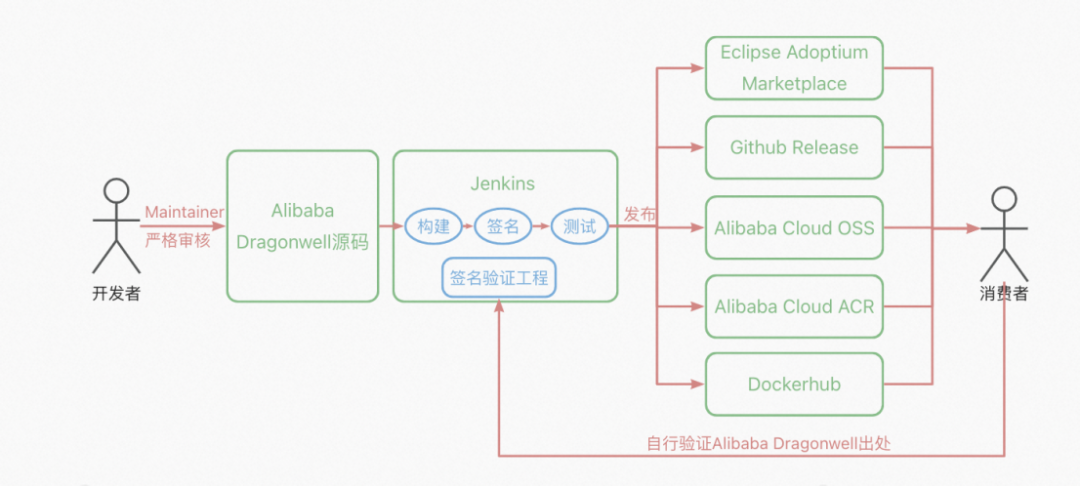 Eclipse Adoptium
Marketplace
Github Release
Jenkins
Maintainer
严格审核
Alibaba
Dragonwell源码
构建
签名
测试
发布
Alibaba Cloud OSS
签名验证工程
开发者
消费者
Alibaba Cloud ACR
Dockerhub
自行验证Alibaba Dragonwell出处